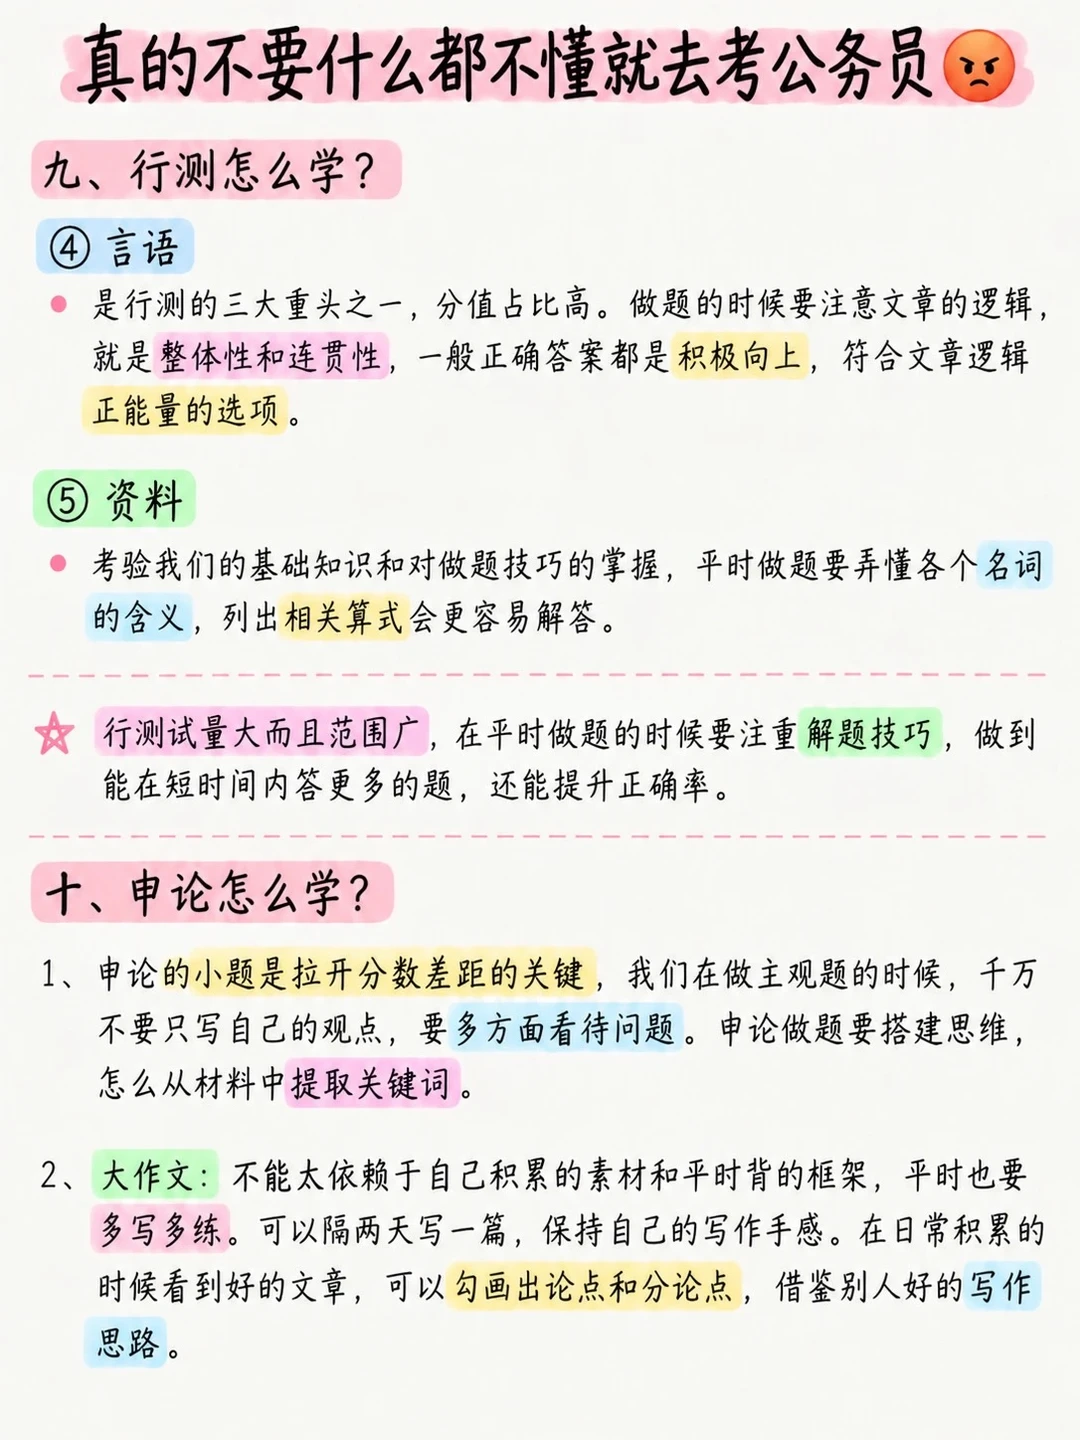 真的不要什么都不懂就去考公务员😡
九、行测怎么学？
④ 言语
是行测的三大重头之一，分值占比高。做题的时候要注意文章的逻辑，
就是整体性和连贯性，一般正确答案都是积极向上，符合文章逻辑
正能量的选项。
⑤ 资料
考验我们的基础知识和对做题技巧的掌握，平时做题要弄懂各个名词
的含义，列出相关算式会更容易解答。
行测试量大而且范围广，在平时做题的时候要注重解题技巧，做到
能在短时间内答更多的题，还能提升正确率。
十、申论怎么学？
1、申论的小题是拉开分数差距的关键，我们在做主观题的时候，千万
不要只写自己的观点，要多方面看待问题。申论做题要搭建思维，
怎么从材料中提取关键词。
2、大作文：不能太依赖于自己积累的素材和平时背的框架，平时也要
多写多练。可以隔两天写一篇，保持自己的写作手感。在日常积累的
时候看到好的文章，可以勾画出论点和分论点，借鉴别人好的写作
思路。